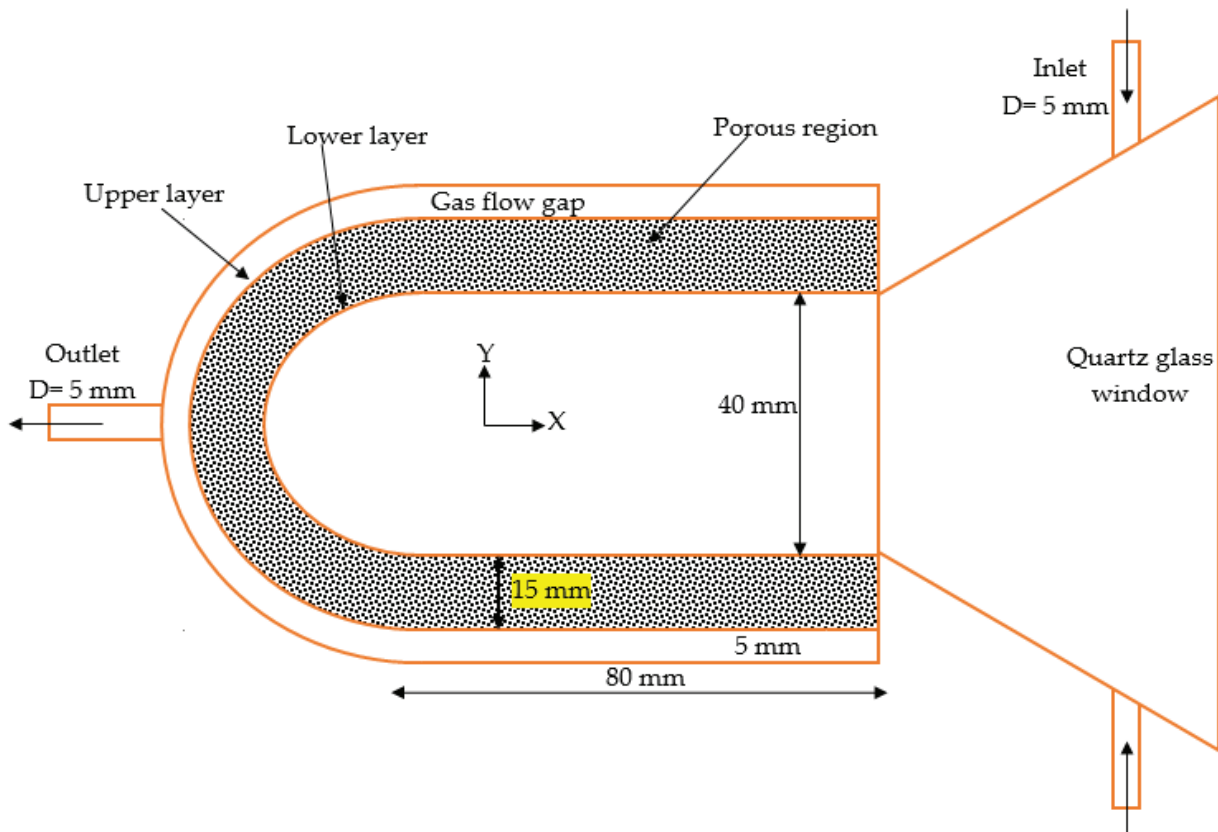 Inlet
D= 5 mm
Lower layer
Porous region
Upper layer
Gas flow gap
Outlet
D= 5 mm
Y
X
40 mm
Quartz glass
window
15 mm
5 mm
80 mm